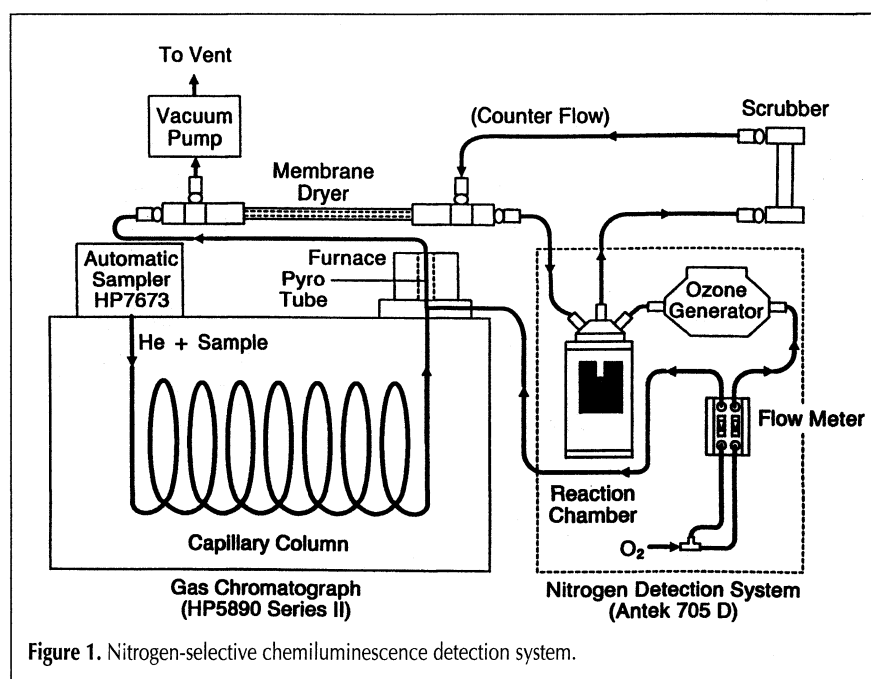 To Vent
Vacuum
Pump
(Counter Flow)
Scrubber
Membrane
Dryer
Automatic
Sampler
HP7673
Furnace
Pyro
Tube
Ozone
Generator
He + Sample
Flow Meter
Reaction
Chamber
O₂
Capillary Column
Gas Chromatograph
(HP5890 Series II)
Nitrogen Detection System
(Antek 705 D)
Figure 1. Nitrogen-selective chemiluminescence detection system.